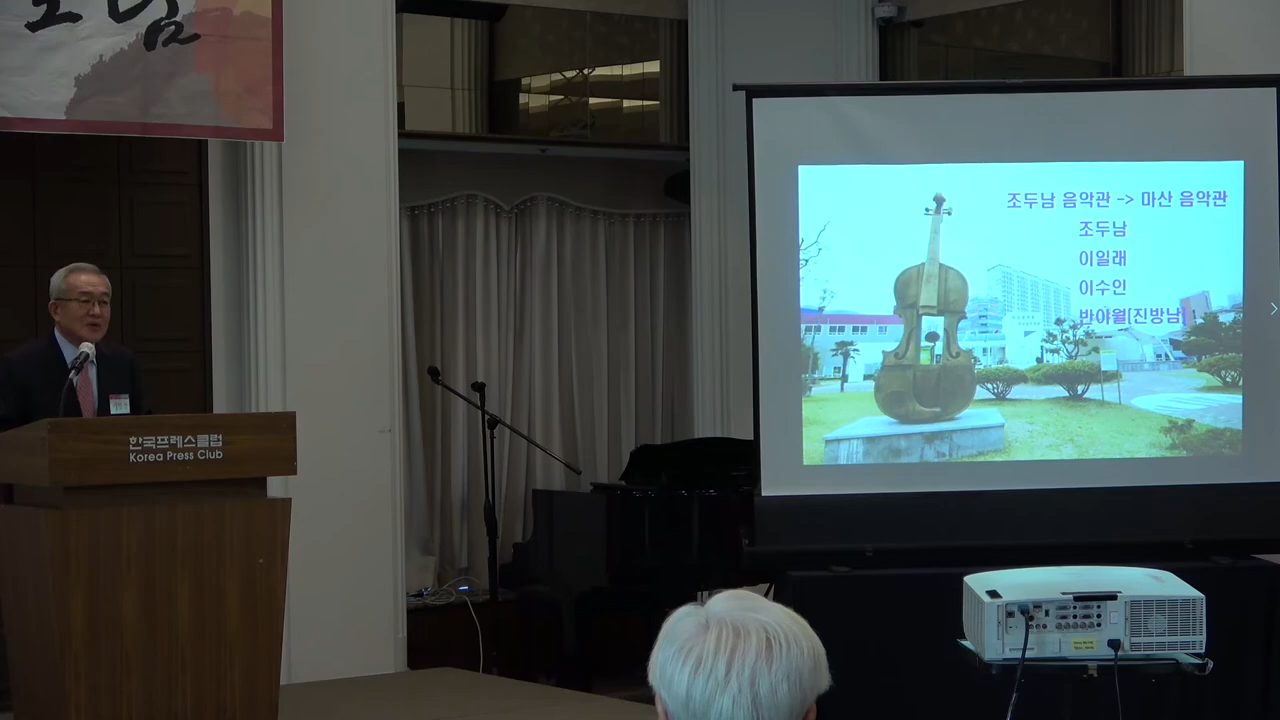 조두남 음악관 -> 마산 음악관
조두남
이일래
이수인
반야월[진방남]
한국프레스클럽
Korea Press Club